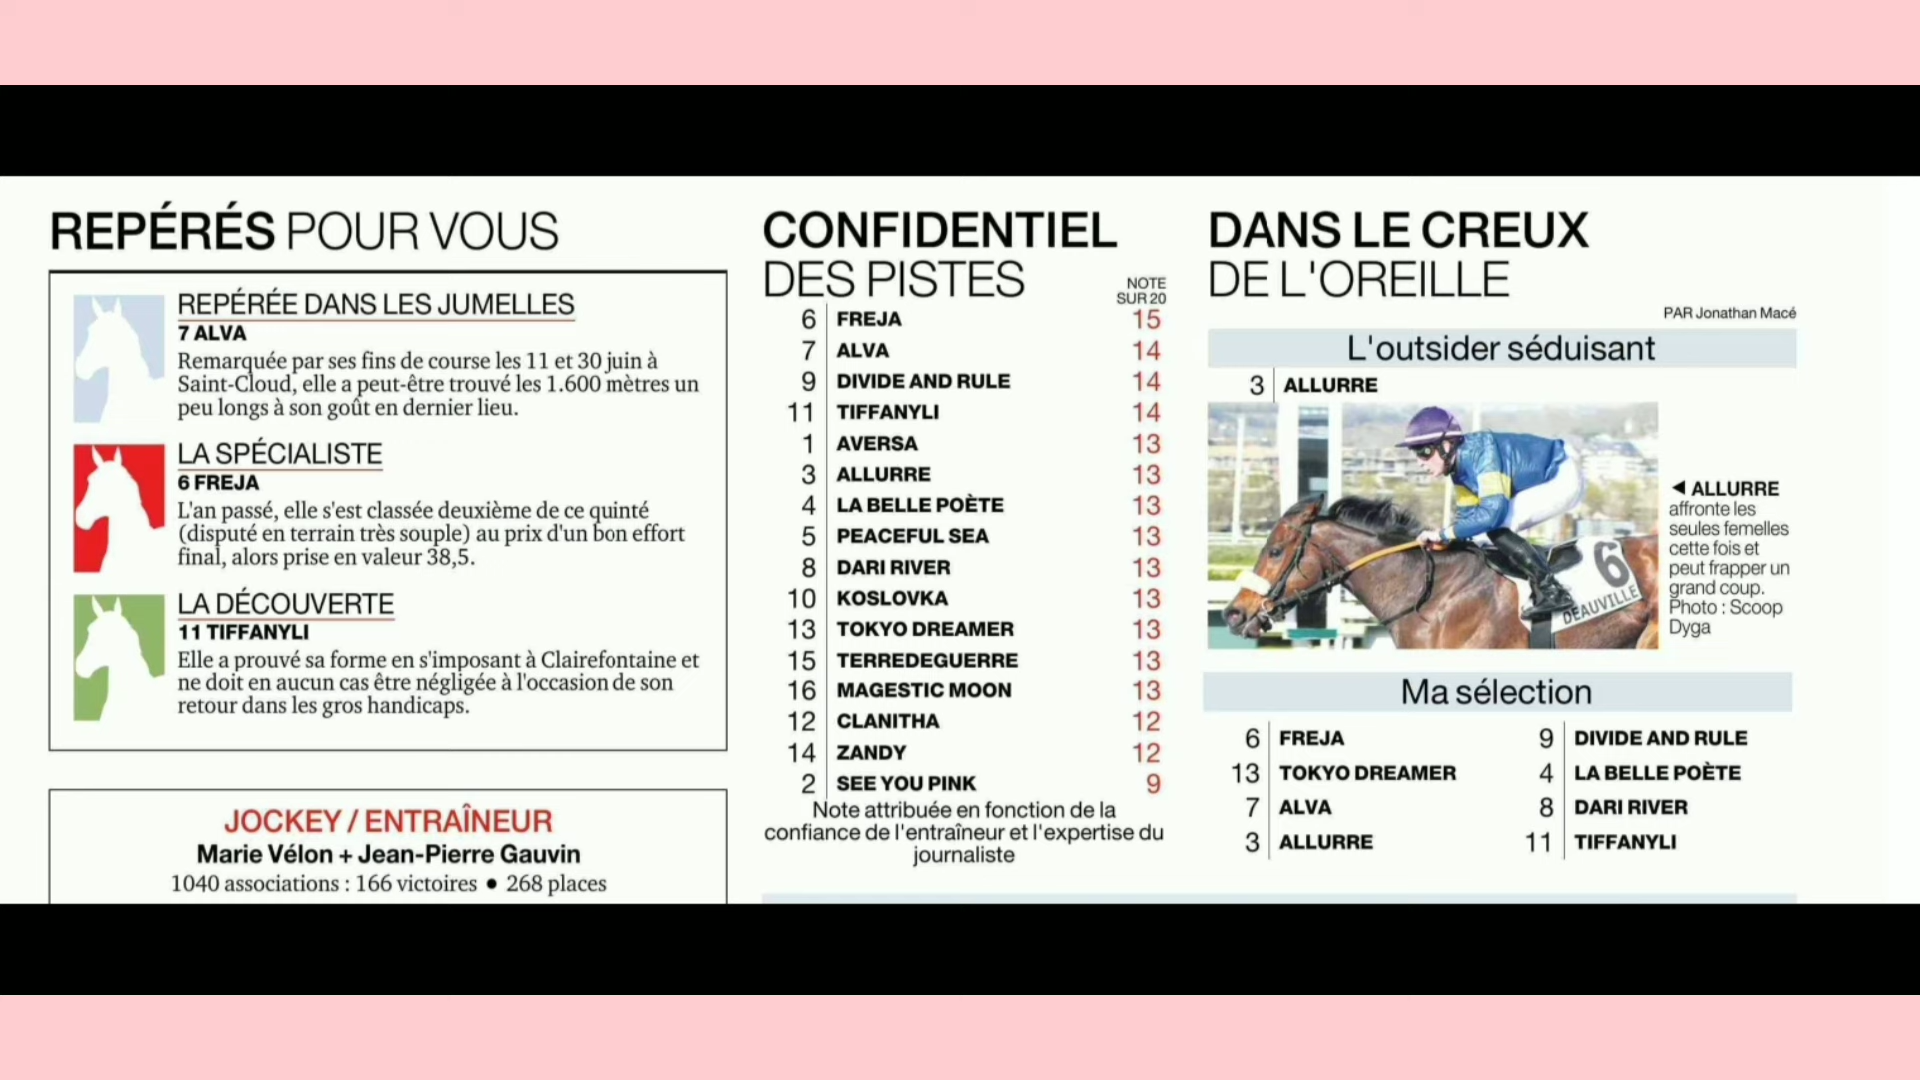 REPÉRÉS POUR VOUS
REPÉRÉE DANS LES JUMELLES
7 ALVA
Remarquée par ses fins de course les 11 et 30 juin à
Saint-Cloud, elle a peut-être trouvé les 1.600 mètres un
peu longs à son goût en dernier lieu.
LA SPÉCIALISTE
6 FREJA
L'an passé, elle s'est classée deuxième de ce quinté
(disputé en terrain très souple) au prix d'un bon effort
final, alors prise en valeur 38,5.
LA DÉCOUVERTE
11 TIFFANYLI
Elle a prouvé sa forme en s'imposant à Clairefontaine et
ne doit en aucun cas être négligée à l'occasion de son
retour dans les gros handicaps.
JOCKEY / ENTRAÎNEUR
Marie Vélon + Jean-Pierre Gauvin
1040 associations : 166 victoires • 268 places
CONFIDENTIEL
DES PISTES
NOTE
SUR 20
6 FREJA 15
7 ALVA 14
9 DIVIDE AND RULE 14
11 TIFFANYLI 14
1 AVERSA 13
3 ALLURRE 13
4 LA BELLE POÈTE 13
5 PEACEFUL SEA 13
8 DARI RIVER 13
10 KOSLOVKA 13
13 TOKYO DREAMER 13
15 TERREDEGUERRE 13
16 MAGESTIC MOON 13
12 CLANITHA 12
14 ZANDY 12
2 SEE YOU PINK 9
Note attribuée en fonction de la
confiance de l'entraîneur et l'expertise du
journaliste
DANS LE CREUX
DE L'OREILLE
PAR Jonathan Macé
L'outsider séduisant
3 ALLURRE
6
DEAUVILLE
◄ ALLURRE
affronte les
seules femelles
cette fois et
peut frapper un
grand coup.
Photo : Scoop
Dyga
Ma sélection
6 FREJA
13 TOKYO DREAMER
7 ALVA
3 ALLURRE
9 DIVIDE AND RULE
4 LA BELLE POÈTE
8 DARI RIVER
11 TIFFANYLI